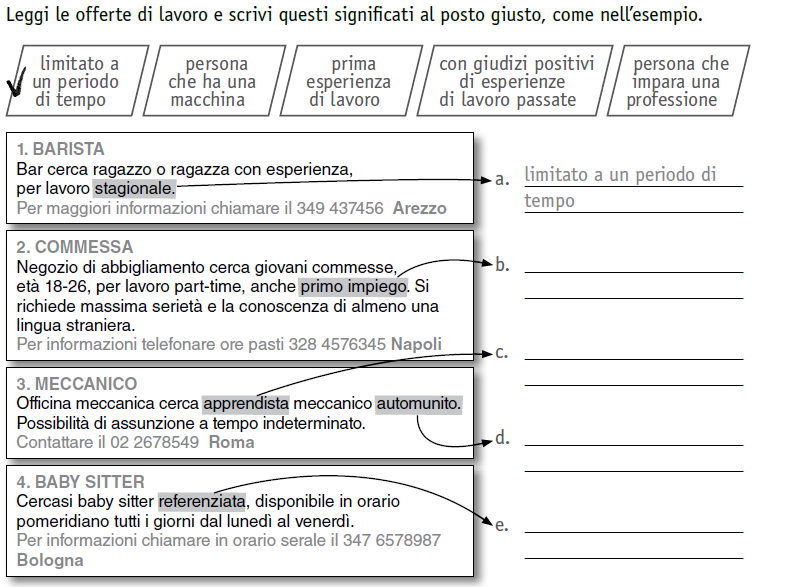 Leggi le offerte di lavoro e scrivi questi significati al posto giusto, come nell'esempio.
limitato a
un periodo
di tempo
persona
che ha una
macchina
prima
esperienza
di lavoro
con giudizi positivi
di esperienze
di lavoro passate
persona che
impara una
professione
1. BARISTA
Bar cerca ragazzo o ragazza con esperienza,
per lavoro stagionale.
Per maggiori informazioni chiamare il 349 437456 Arezzo
a. limitato a un periodo di
tempo
2. COMMESSA
Negozio di abbigliamento cerca giovani commesse,
età 18-26, per lavoro part-time, anche primo impiego. Si
richiede massima serietà e la conoscenza di almeno una
lingua straniera.
Per informazioni telefonare ore pasti 328 4576345 Napoli
b.
c.
3. MECCANICO
Officina meccanica cerca apprendista meccanico automunito.
Possibilità di assunzione a tempo indeterminato.
Contattare il 02 2678549 Roma
d.
4. BABY SITTER
Cercasi baby sitter referenziata, disponibile in orario
pomeridiano tutti i giorni dal lunedì al venerdì.
Per informazioni chiamare in orario serale il 347 6578987
Bologna
e.